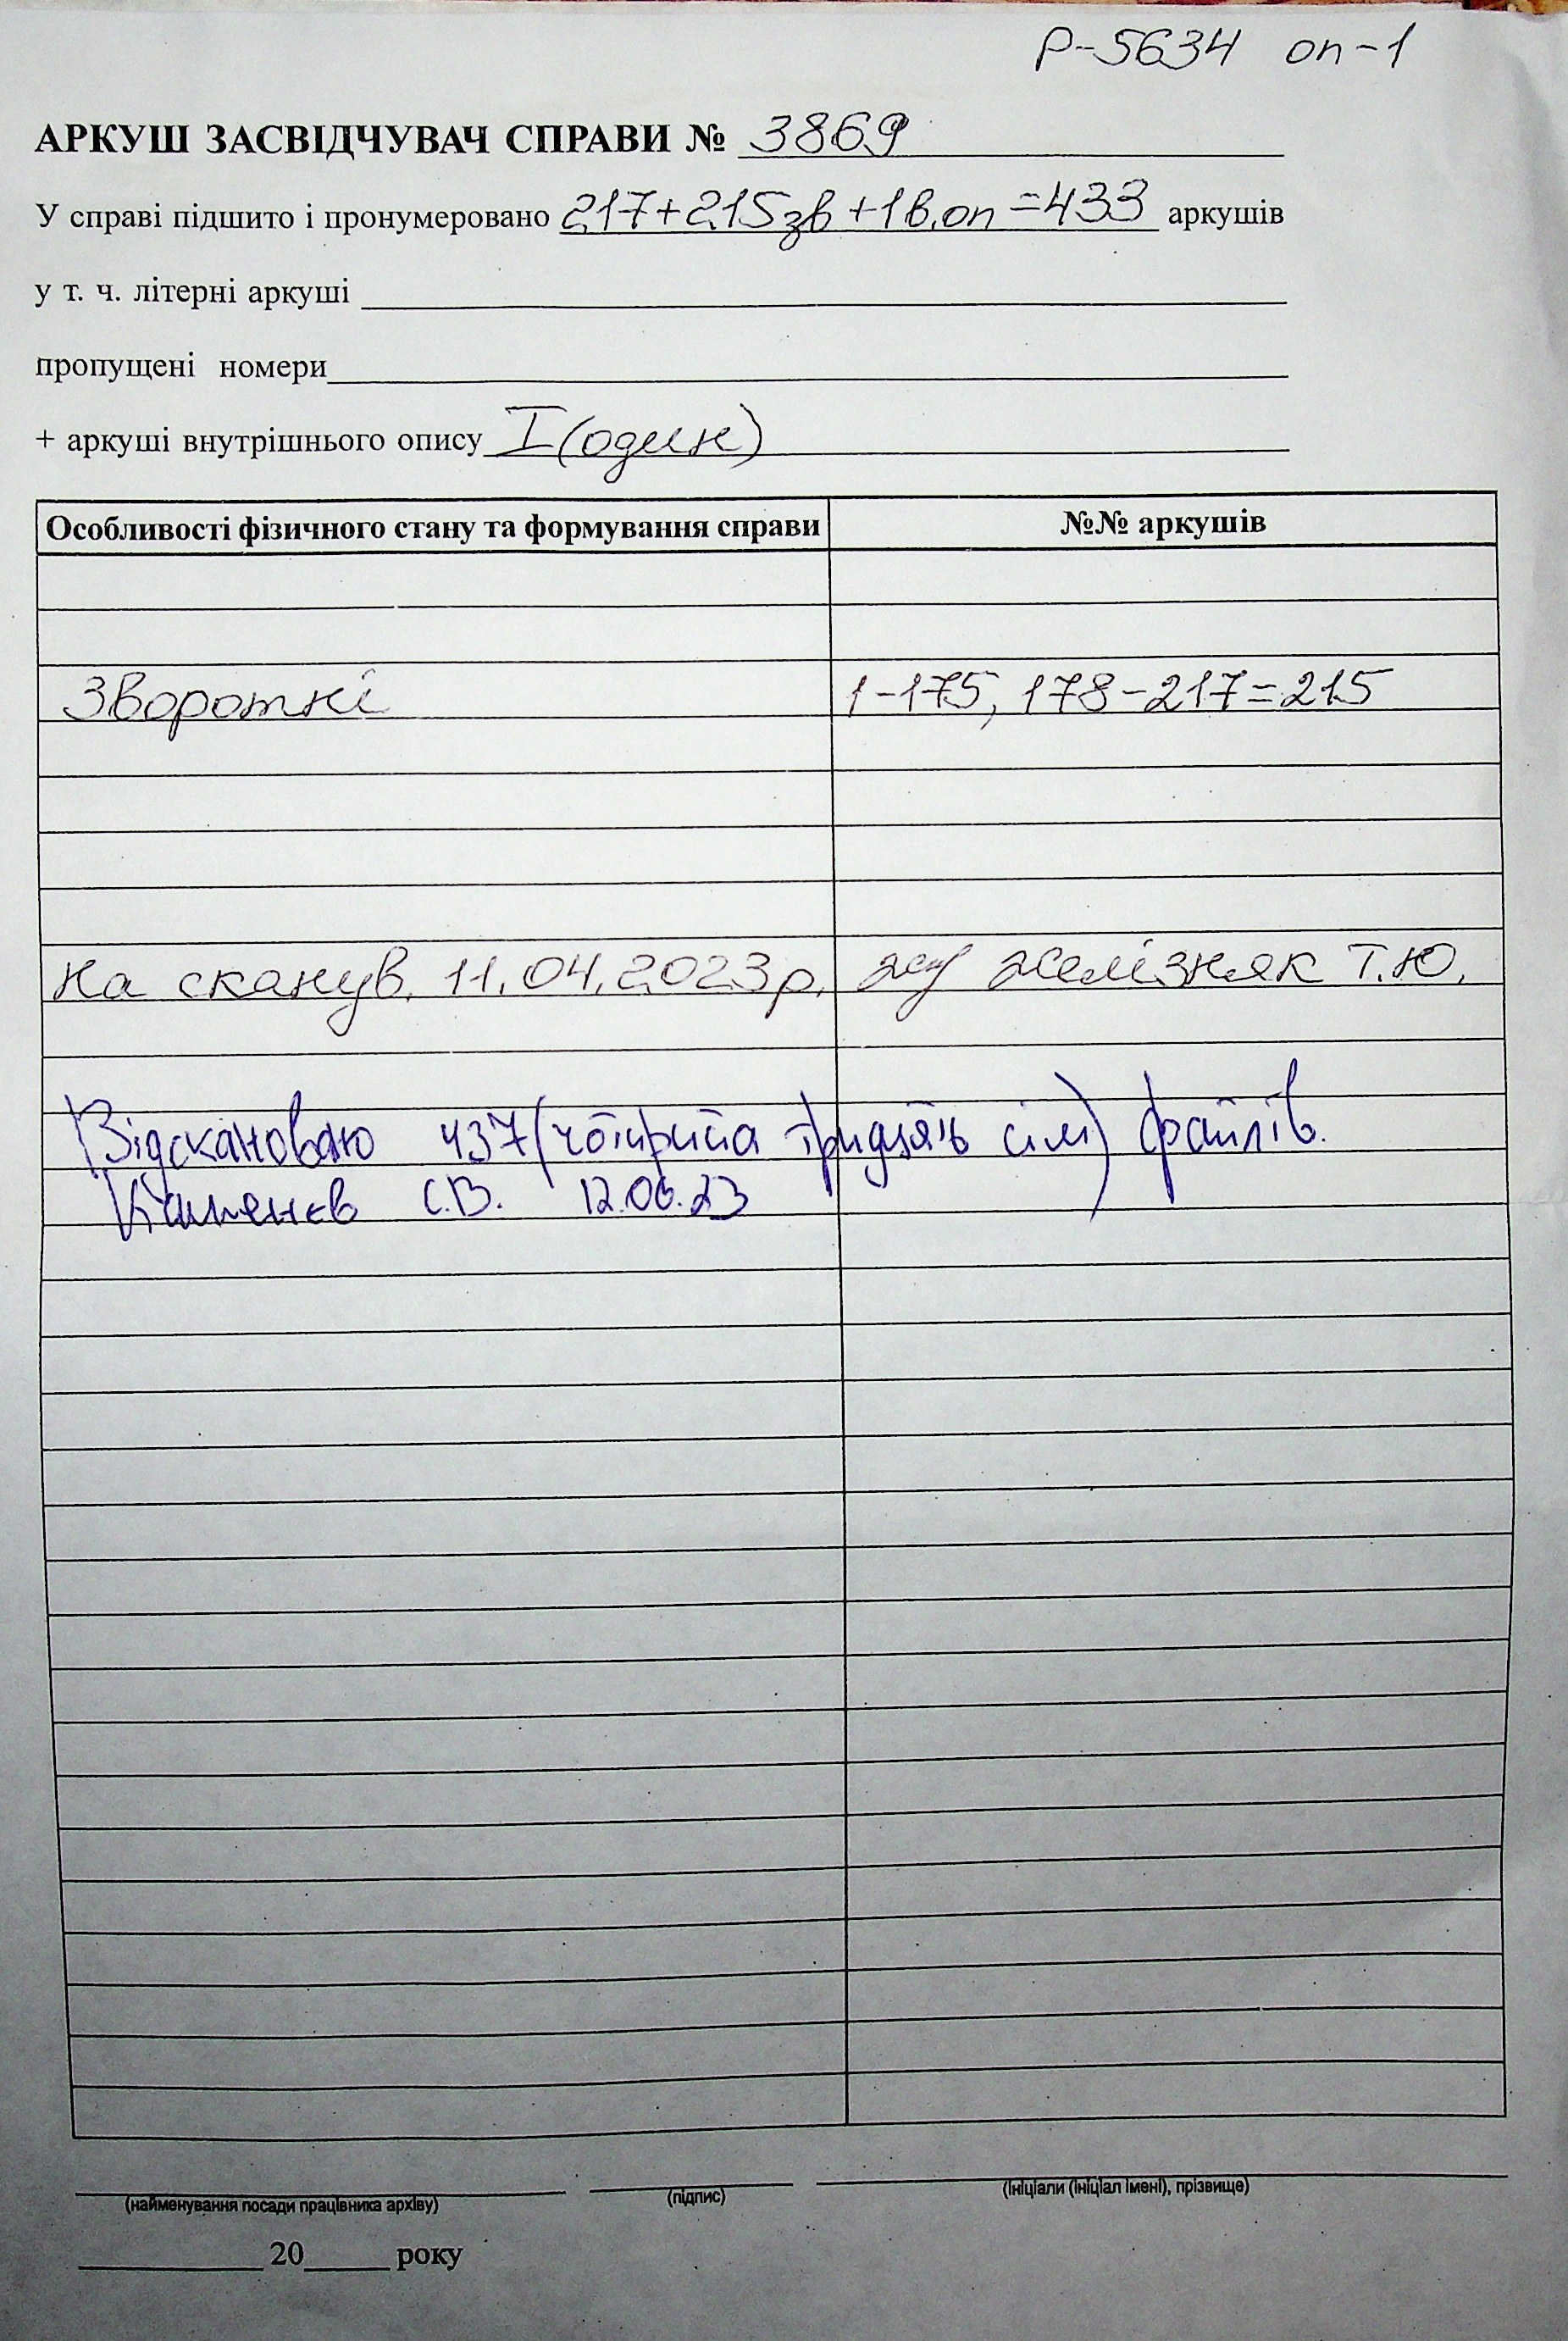 Р-5634 оп-1
АРКУШ ЗАСВІДЧУВАЧ СПРАВИ № 3869
У справі підшито і пронумеровано 217+215зв+1в.оп=433 аркушів
у т. ч. літерні аркуші
пропущені номери
+ аркуші внутрішнього опису I (один)
Особливості фізичного стану та формування справи №№ аркушів
Зворотні 1-175, 178-217=215
на сканув. 11.04.2023р. Желізняк Т.Ю.
Відскановано 437 (чотириста тридцять сім) файлів.
Каменєв С.В. 12.06.23
(найменування посади працівника архіву) (підпис) (ініціали (ініціал імені), прізвище)
20 року